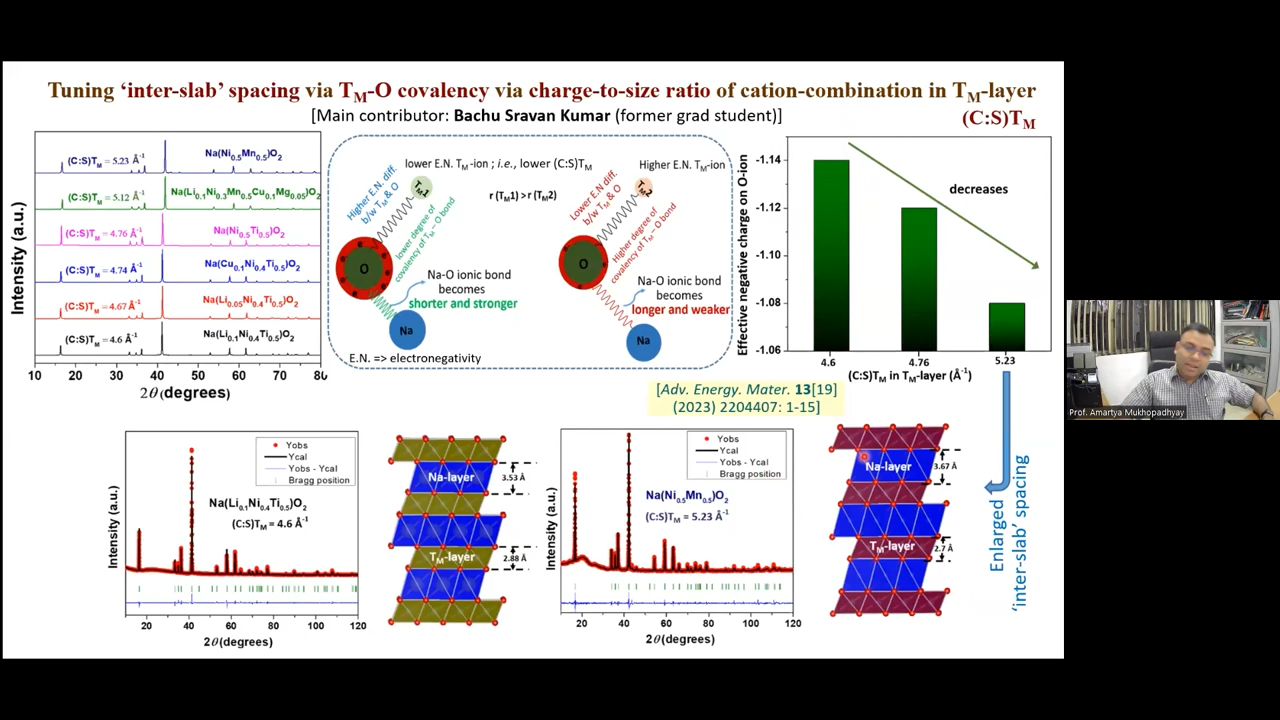 Tuning ‘inter-slab’ spacing via TM-O covalency via charge-to-size ratio of cation-combination in TM-layer
[Main contributor: Bachu Sravan Kumar (former grad student)]
(C:S)TM
Intensity (a.u.)
(C:S)TM = 5.23 Å-1
Na(Ni0.5Mn0.5)O2
(C:S)TM = 5.12 Å-1
Na(Li0.1Ni0.3Mn0.5Cu0.1Mg0.05)O2
(C:S)TM = 4.76 Å-1
Na(Ni0.5Ti0.5)O2
(C:S)TM = 4.74 Å-1
Na(Cu0.1Ni0.4Ti0.5)O2
(C:S)TM = 4.67 Å-1
Na(Li0.05Ni0.4Ti0.5)O2
(C:S)TM = 4.6 Å-1
Na(Li0.1Ni0.4Ti0.5)O2
10 20 30 40 50 60 70 80
2θ (degrees)
lower E.N. TM-ion ; i.e., lower (C:S)TM
Higher E.N. TM-ion
r (TM1) > r (TM2)
Higher E.N. diff.
b/w TM & O
TM1
lower degree of
covalency of TM – O bond
O
Na-O ionic bond
becomes
shorter and stronger
Na
E.N. => electronegativity
Lower E.N diff.
b/w TM & O
TM2
Higher degree of
covalency of TM – O bond
O
Na-O ionic bond
becomes
longer and weaker
Na
Effective negative charge on O-ion
-1.14
-1.12
-1.10
-1.08
-1.06
decreases
4.6 4.76 5.23
(C:S)TM in TM-layer (Å-1)
[Adv. Energy. Mater. 13[19]
(2023) 2204407: 1-15]
Prof. Amartya Mukhopadhyay
Intensity (a.u.)
Yobs
Ycal
Yobs - Ycal
Bragg position
Na(Li0.1Ni0.4Ti0.5)O2
(C:S)TM = 4.6 Å-1
20 40 60 80 100 120
2θ (degrees)
Na-layer
3.53 Å
TM-layer
2.88 Å
Intensity (a.u.)
Yobs
Ycal
Yobs - Ycal
Bragg position
Na(Ni0.5Mn0.5)O2
(C:S)TM = 5.23 Å-1
20 40 60 80 100 120
2θ (degrees)
Na-layer
3.67 Å
TM-layer
2.7 Å
Enlarged
‘inter-slab’ spacing